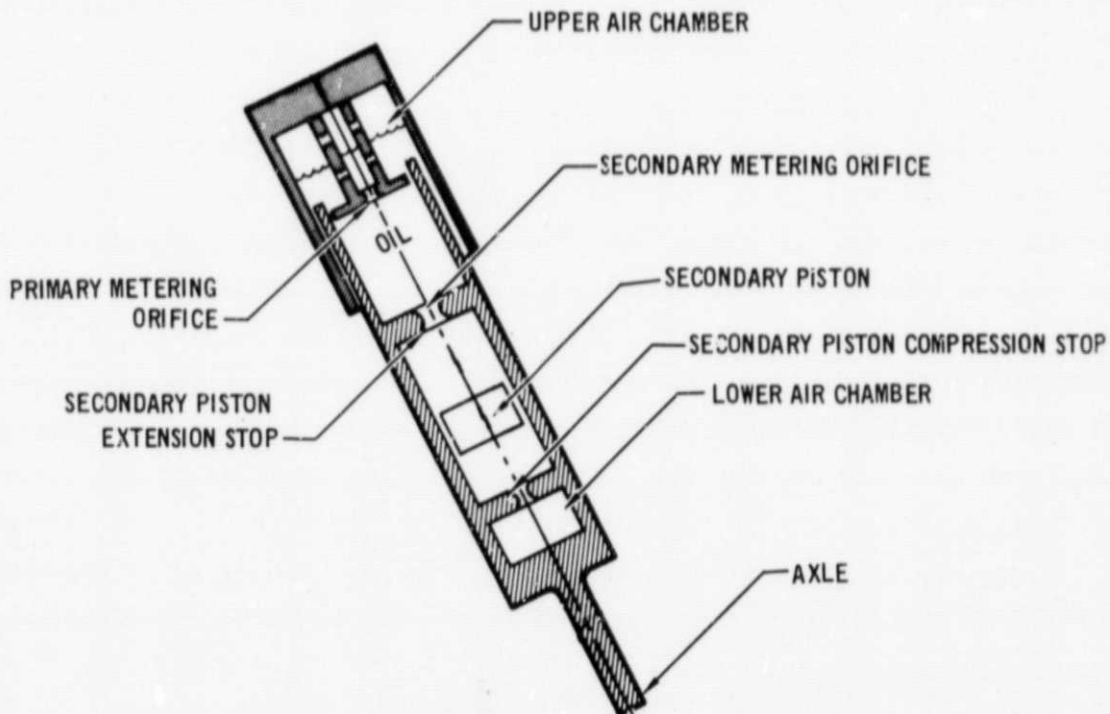 UPPER AIR CHAMBER
SECONDARY METERING ORIFICE
OIL
PRIMARY METERING
ORIFICE
SECONDARY PISTON
SECONDARY PISTON COMPRESSION STOP
LOWER AIR CHAMBER
SECONDARY PISTON
EXTENSION STOP
AXLE